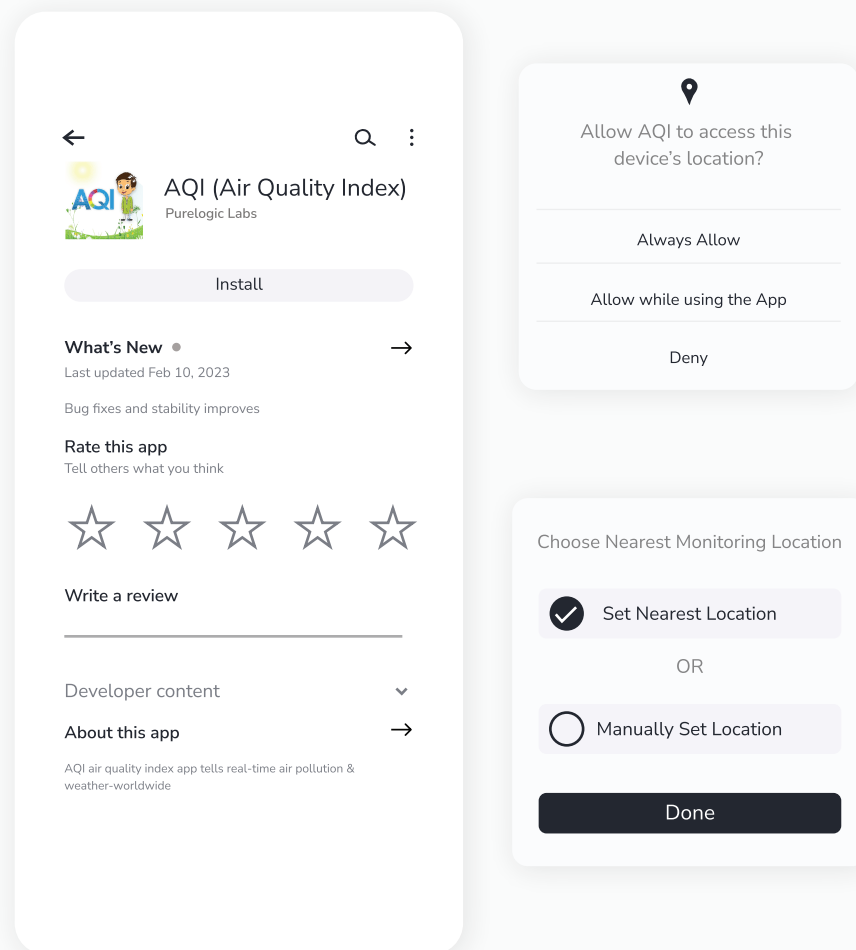 AQI
AQI (Air Quality Index)
Purelogic Labs
Install
What’s New
Last updated Feb 10, 2023
Bug fixes and stability improves
Rate this app
Tell others what you think
Write a review
Developer content
About this app
AQI air quality index app tells real-time air pollution &
weather-worldwide
Allow AQI to access this
device’s location?
Always Allow
Allow while using the App
Deny
Choose Nearest Monitoring Location
Set Nearest Location
OR
Manually Set Location
Done